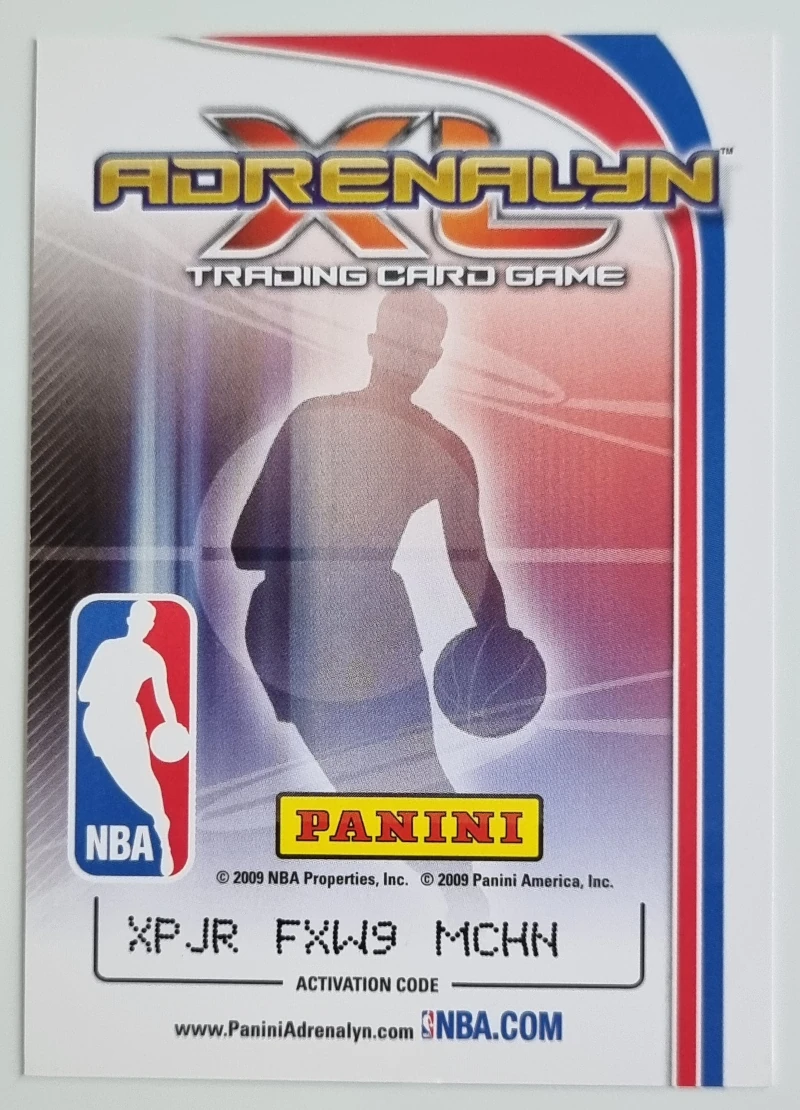 XL
ADRENALYN™
TRADING CARD GAME
NBA
PANINI
© 2009 NBA Properties, Inc. © 2009 Panini America, Inc.
XPJR FXW9 MCHN
ACTIVATION CODE
www.PaniniAdrenalyn.com NBA.COM